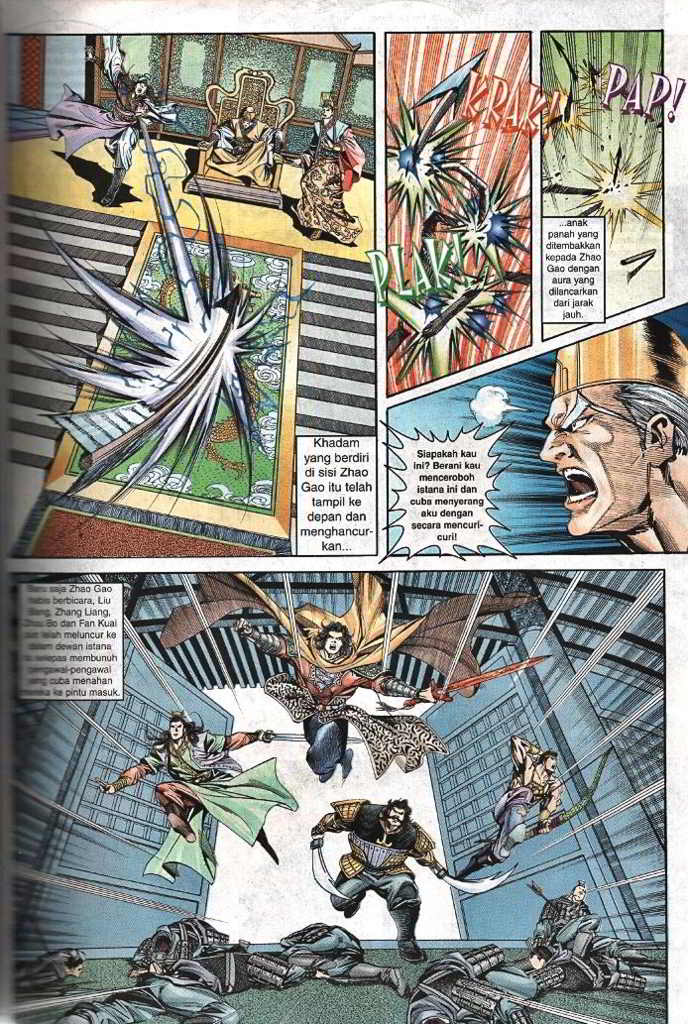 Khadam
yang berdiri
di sisi Zhao
Gao itu telah
tampil ke
depan dan
menghancur-
kan...
KRAK!
PLAK!
PAP!
...anak
panah yang
ditembakkan
kepada Zhao
Gao dengan
aura yang
dilancarkan
dari jarak
jauh.
Siapakah kau
ini? Berani kau
menceroboh
istana ini dan
cuba menyerang
aku dengan
secara mencuri-
curi!
Baru saja Zhao Gao
habis berbicara, Liu
Bang, Zhang Liang,
Zhou Bo dan Fan Kuai
telah meluncur ke
dalam dewan istana
selepas membunuh
pengawal-pengawal
yang cuba menahan
mereka ke pintu masuk.